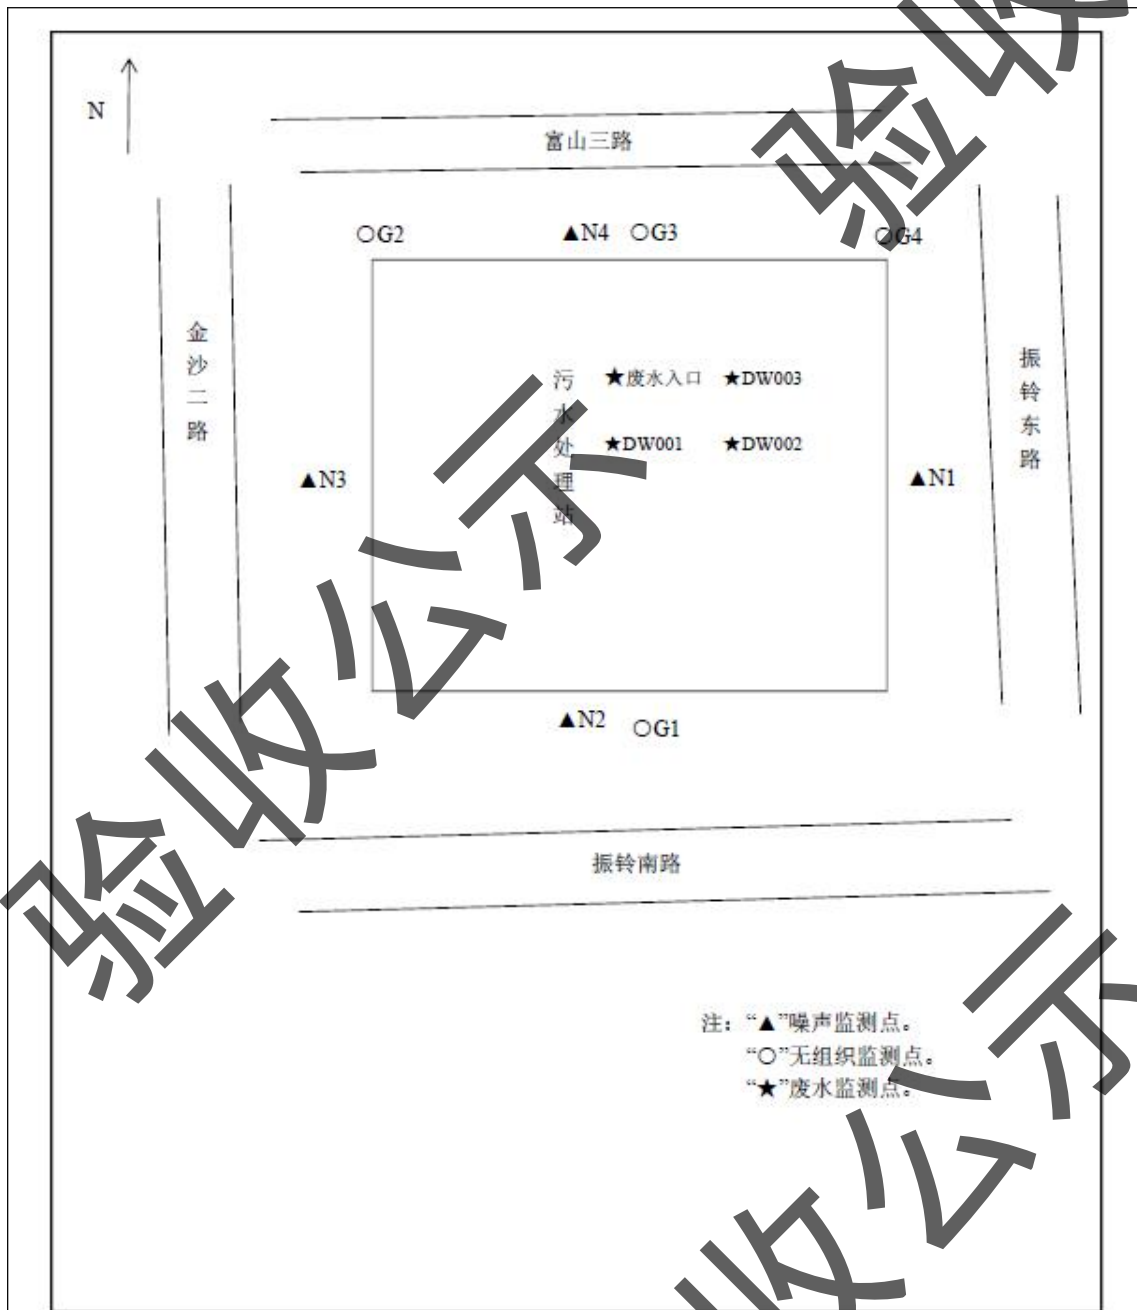 N
富山三路
○G2
▲N4 ○G3
○G4
金沙二路
振铃东路
污水处理站
★废水入口 ★DW003
★DW001 ★DW002
▲N3
▲N1
▲N2 ○G1
振铃南路
注：“▲”噪声监测点。
“○”无组织监测点。
“★”废水监测点。
验收公示
验收
收公示